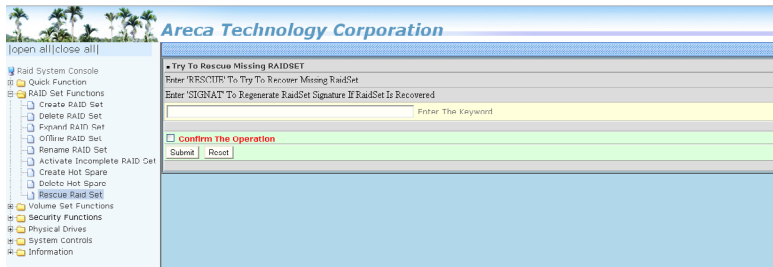 Areca Technology Corporation
|open all|close all|
Raid System Console
Quick Function
RAID Set Functions
Create RAID Set
Delete RAID Set
Expand RAID Set
Offline RAID Set
Rename RAID Set
Activate Incomplete RAID Set
Create Hot Spare
Delete Hot Spare
Rescue Raid Set
Volume Set Functions
Security Functions
Physical Drives
System Controls
Information
Try To Rescue Missing RAIDSET
Enter 'RESCUE' To Try To Recover Missing RaidSet
Enter 'SIGNAT' To Regenerate RaidSet Signature If RaidSet Is Recovered
Enter The Keyword
Confirm The Operation
Submit Reset